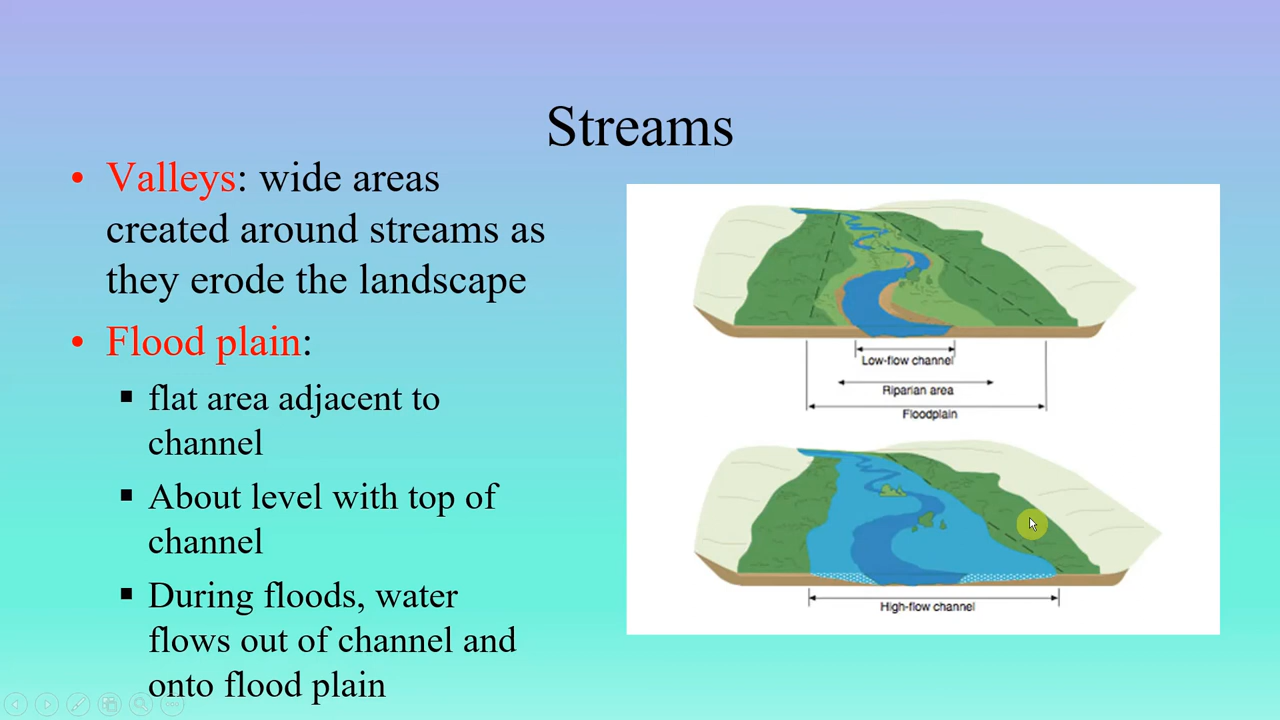 Streams
• Valleys: wide areas
created around streams as
they erode the landscape
• Flood plain:
▪ flat area adjacent to
channel
▪ About level with top of
channel
▪ During floods, water
flows out of channel and
onto flood plain
Low-flow channel
Riparian area
Floodplain
High-flow channel